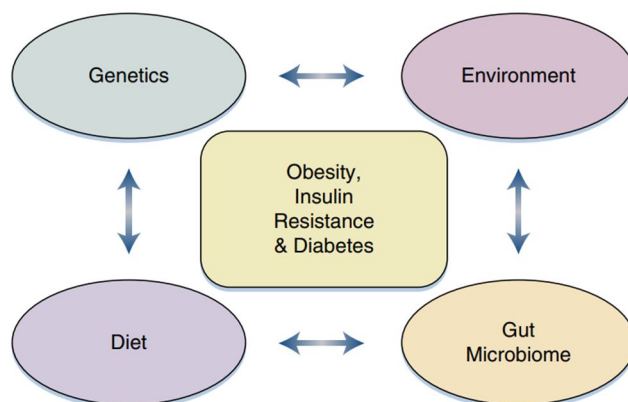 Genetics
Environment
Obesity,
Insulin
Resistance
& Diabetes
Diet
Gut
Microbiome